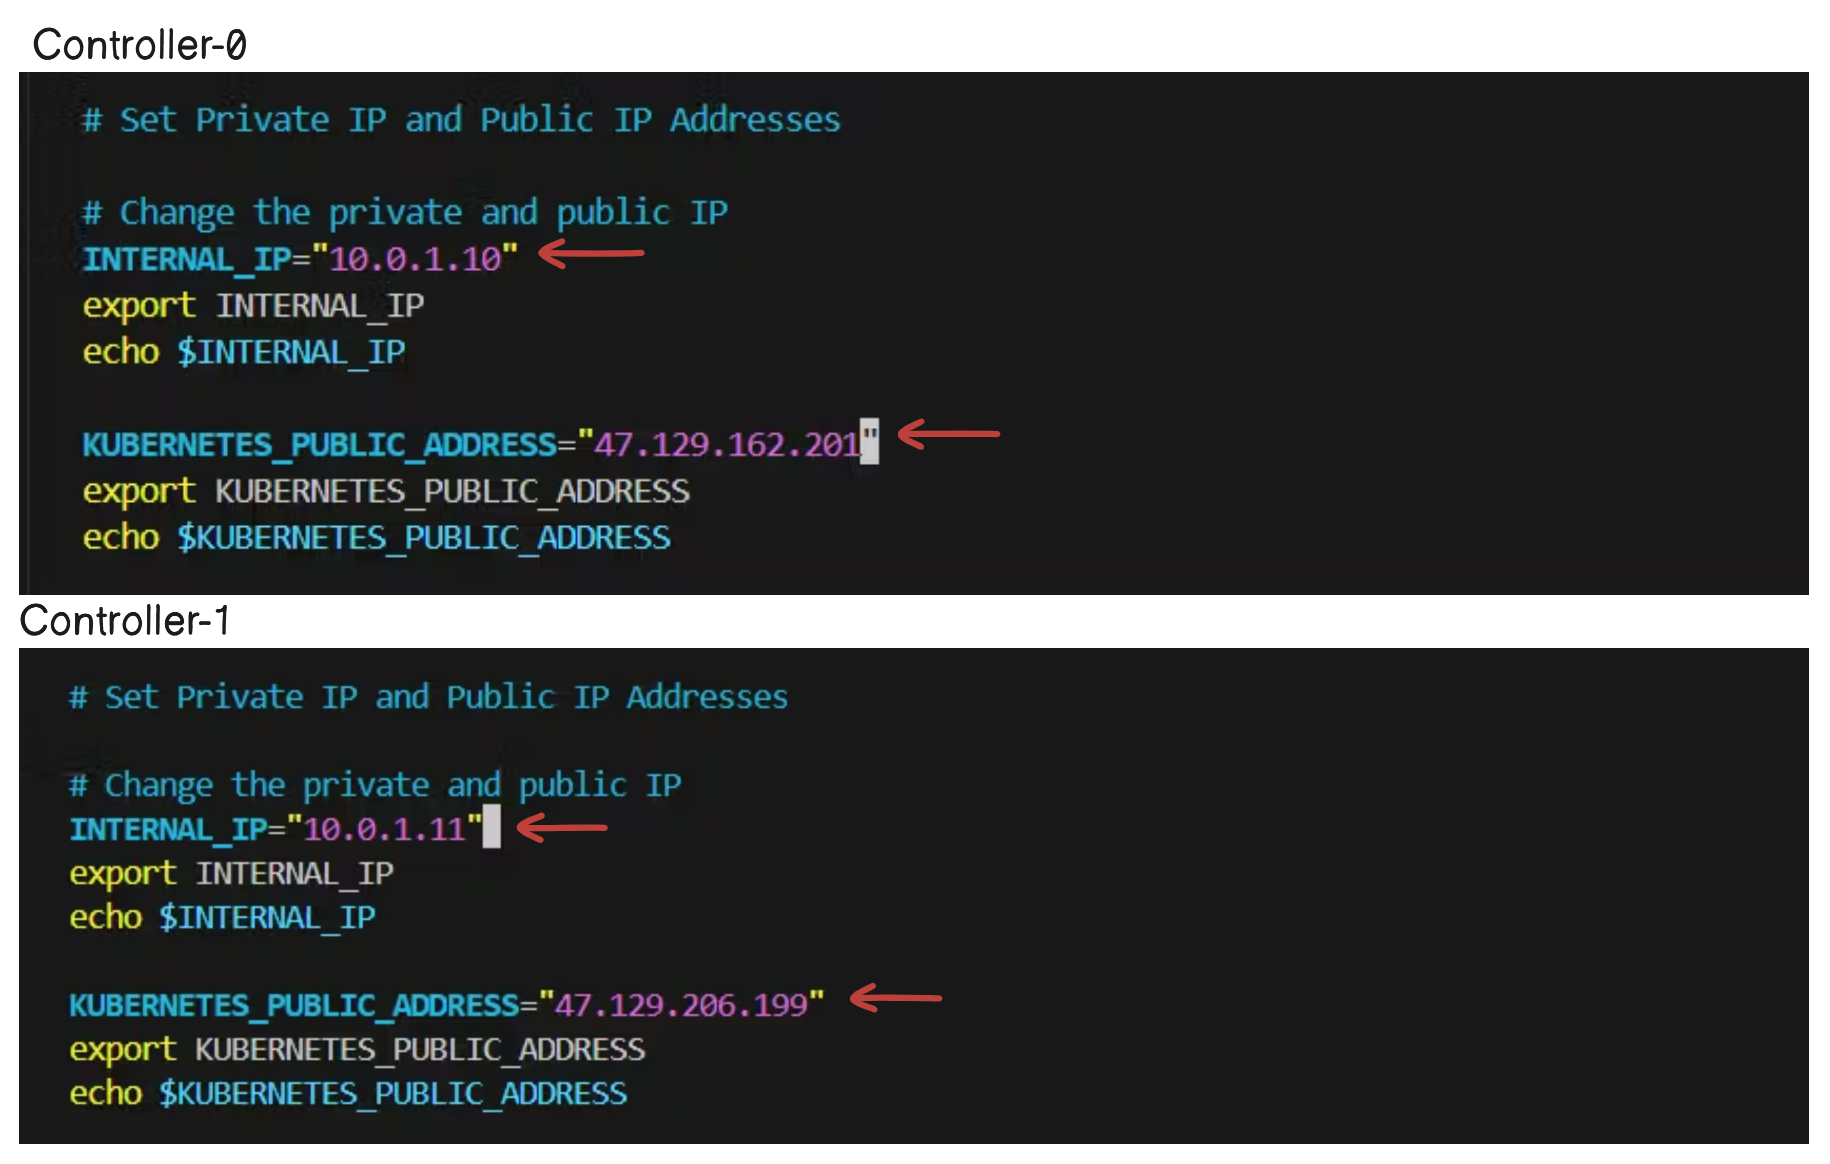 Controller-0
# Set Private IP and Public IP Addresses
# Change the private and public IP
INTERNAL_IP="10.0.1.10"
export INTERNAL_IP
echo $INTERNAL_IP
KUBERNETES_PUBLIC_ADDRESS="47.129.162.201"
export KUBERNETES_PUBLIC_ADDRESS
echo $KUBERNETES_PUBLIC_ADDRESS
Controller-1
# Set Private IP and Public IP Addresses
# Change the private and public IP
INTERNAL_IP="10.0.1.11"
export INTERNAL_IP
echo $INTERNAL_IP
KUBERNETES_PUBLIC_ADDRESS="47.129.206.199"
export KUBERNETES_PUBLIC_ADDRESS
echo $KUBERNETES_PUBLIC_ADDRESS